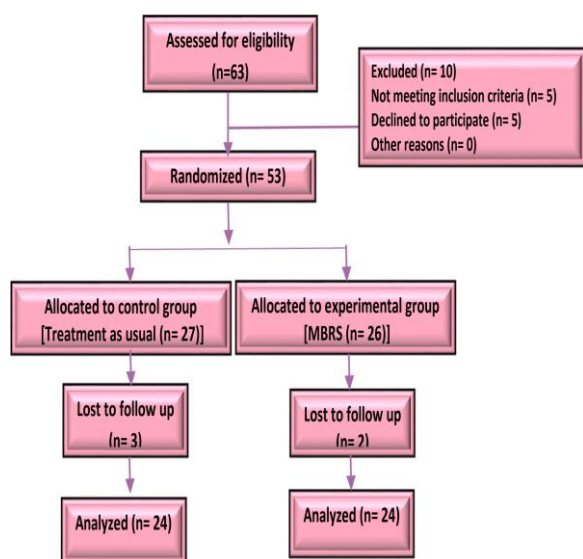 Assessed for eligibility
(n=63)
Excluded (n= 10)
Not meeting inclusion criteria (n= 5)
Declined to participate (n= 5)
Other reasons (n= 0)
Randomized (n= 53)
Allocated to control group
[Treatment as usual (n= 27)]
Allocated to experimental group
[MBRS (n= 26)]
Lost to follow up
(n= 3)
Lost to follow up
(n= 2)
Analyzed (n= 24)
Analyzed (n= 24)